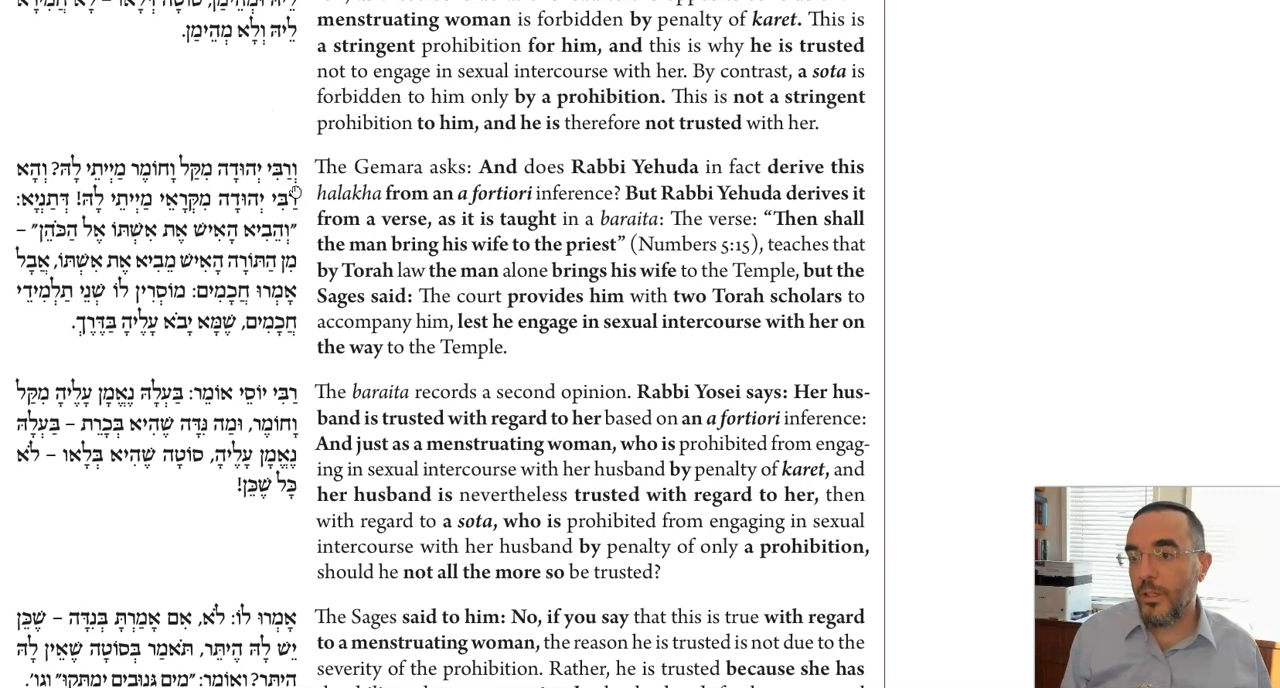 ליה ולא מהימן.
ורבי יהודה מקל וחומר מייתי לה? והא
רבי יהודה מקראי מייתי לה! דתניא:
״והביא האיש את אשתו אל הכהן״ –
מן התורה האיש מביא את אשתו, אבל
אמרו חכמים: מוסרין לו שני תלמידי
חכמים, שמא יבא עליה בדרך.
רבי יוסי אומר: בעלה נאמן עליה מקל
וחומר, ומה נדה שהיא בכרת – בעלה
נאמן עליה, סוטה שהיא בלאו – לא
כל שכן!
אמרו לו: לא, אם אמרת בנדה – שכן
יש לה היתר, תאמר בסוטה שאין לה
היתר? ואומר: ״מים גנובים ימתקו״ וגו׳.
menstruating woman is forbidden by penalty of karet. This is
a stringent prohibition for him, and this is why he is trusted
not to engage in sexual intercourse with her. By contrast, a sota is
forbidden to him only by a prohibition. This is not a stringent
prohibition to him, and he is therefore not trusted with her.
The Gemara asks: And does Rabbi Yehuda in fact derive this
halakha from an a fortiori inference? But Rabbi Yehuda derives it
from a verse, as it is taught in a baraita: The verse: “Then shall
the man bring his wife to the priest” (Numbers 5:15), teaches that
by Torah law the man alone brings his wife to the Temple, but the
Sages said: The court provides him with two Torah scholars to
accompany him, lest he engage in sexual intercourse with her on
the way to the Temple.
The baraita records a second opinion. Rabbi Yosei says: Her hus-
band is trusted with regard to her based on an a fortiori inference:
And just as a menstruating woman, who is prohibited from engag-
ing in sexual intercourse with her husband by penalty of karet, and
her husband is nevertheless trusted with regard to her, then
with regard to a sota, who is prohibited from engaging in sexual
intercourse with her husband by penalty of only a prohibition,
should he not all the more so be trusted?
The Sages said to him: No, if you say that this is true with regard
to a menstruating woman, the reason he is trusted is not due to the
severity of the prohibition. Rather, he is trusted because she has